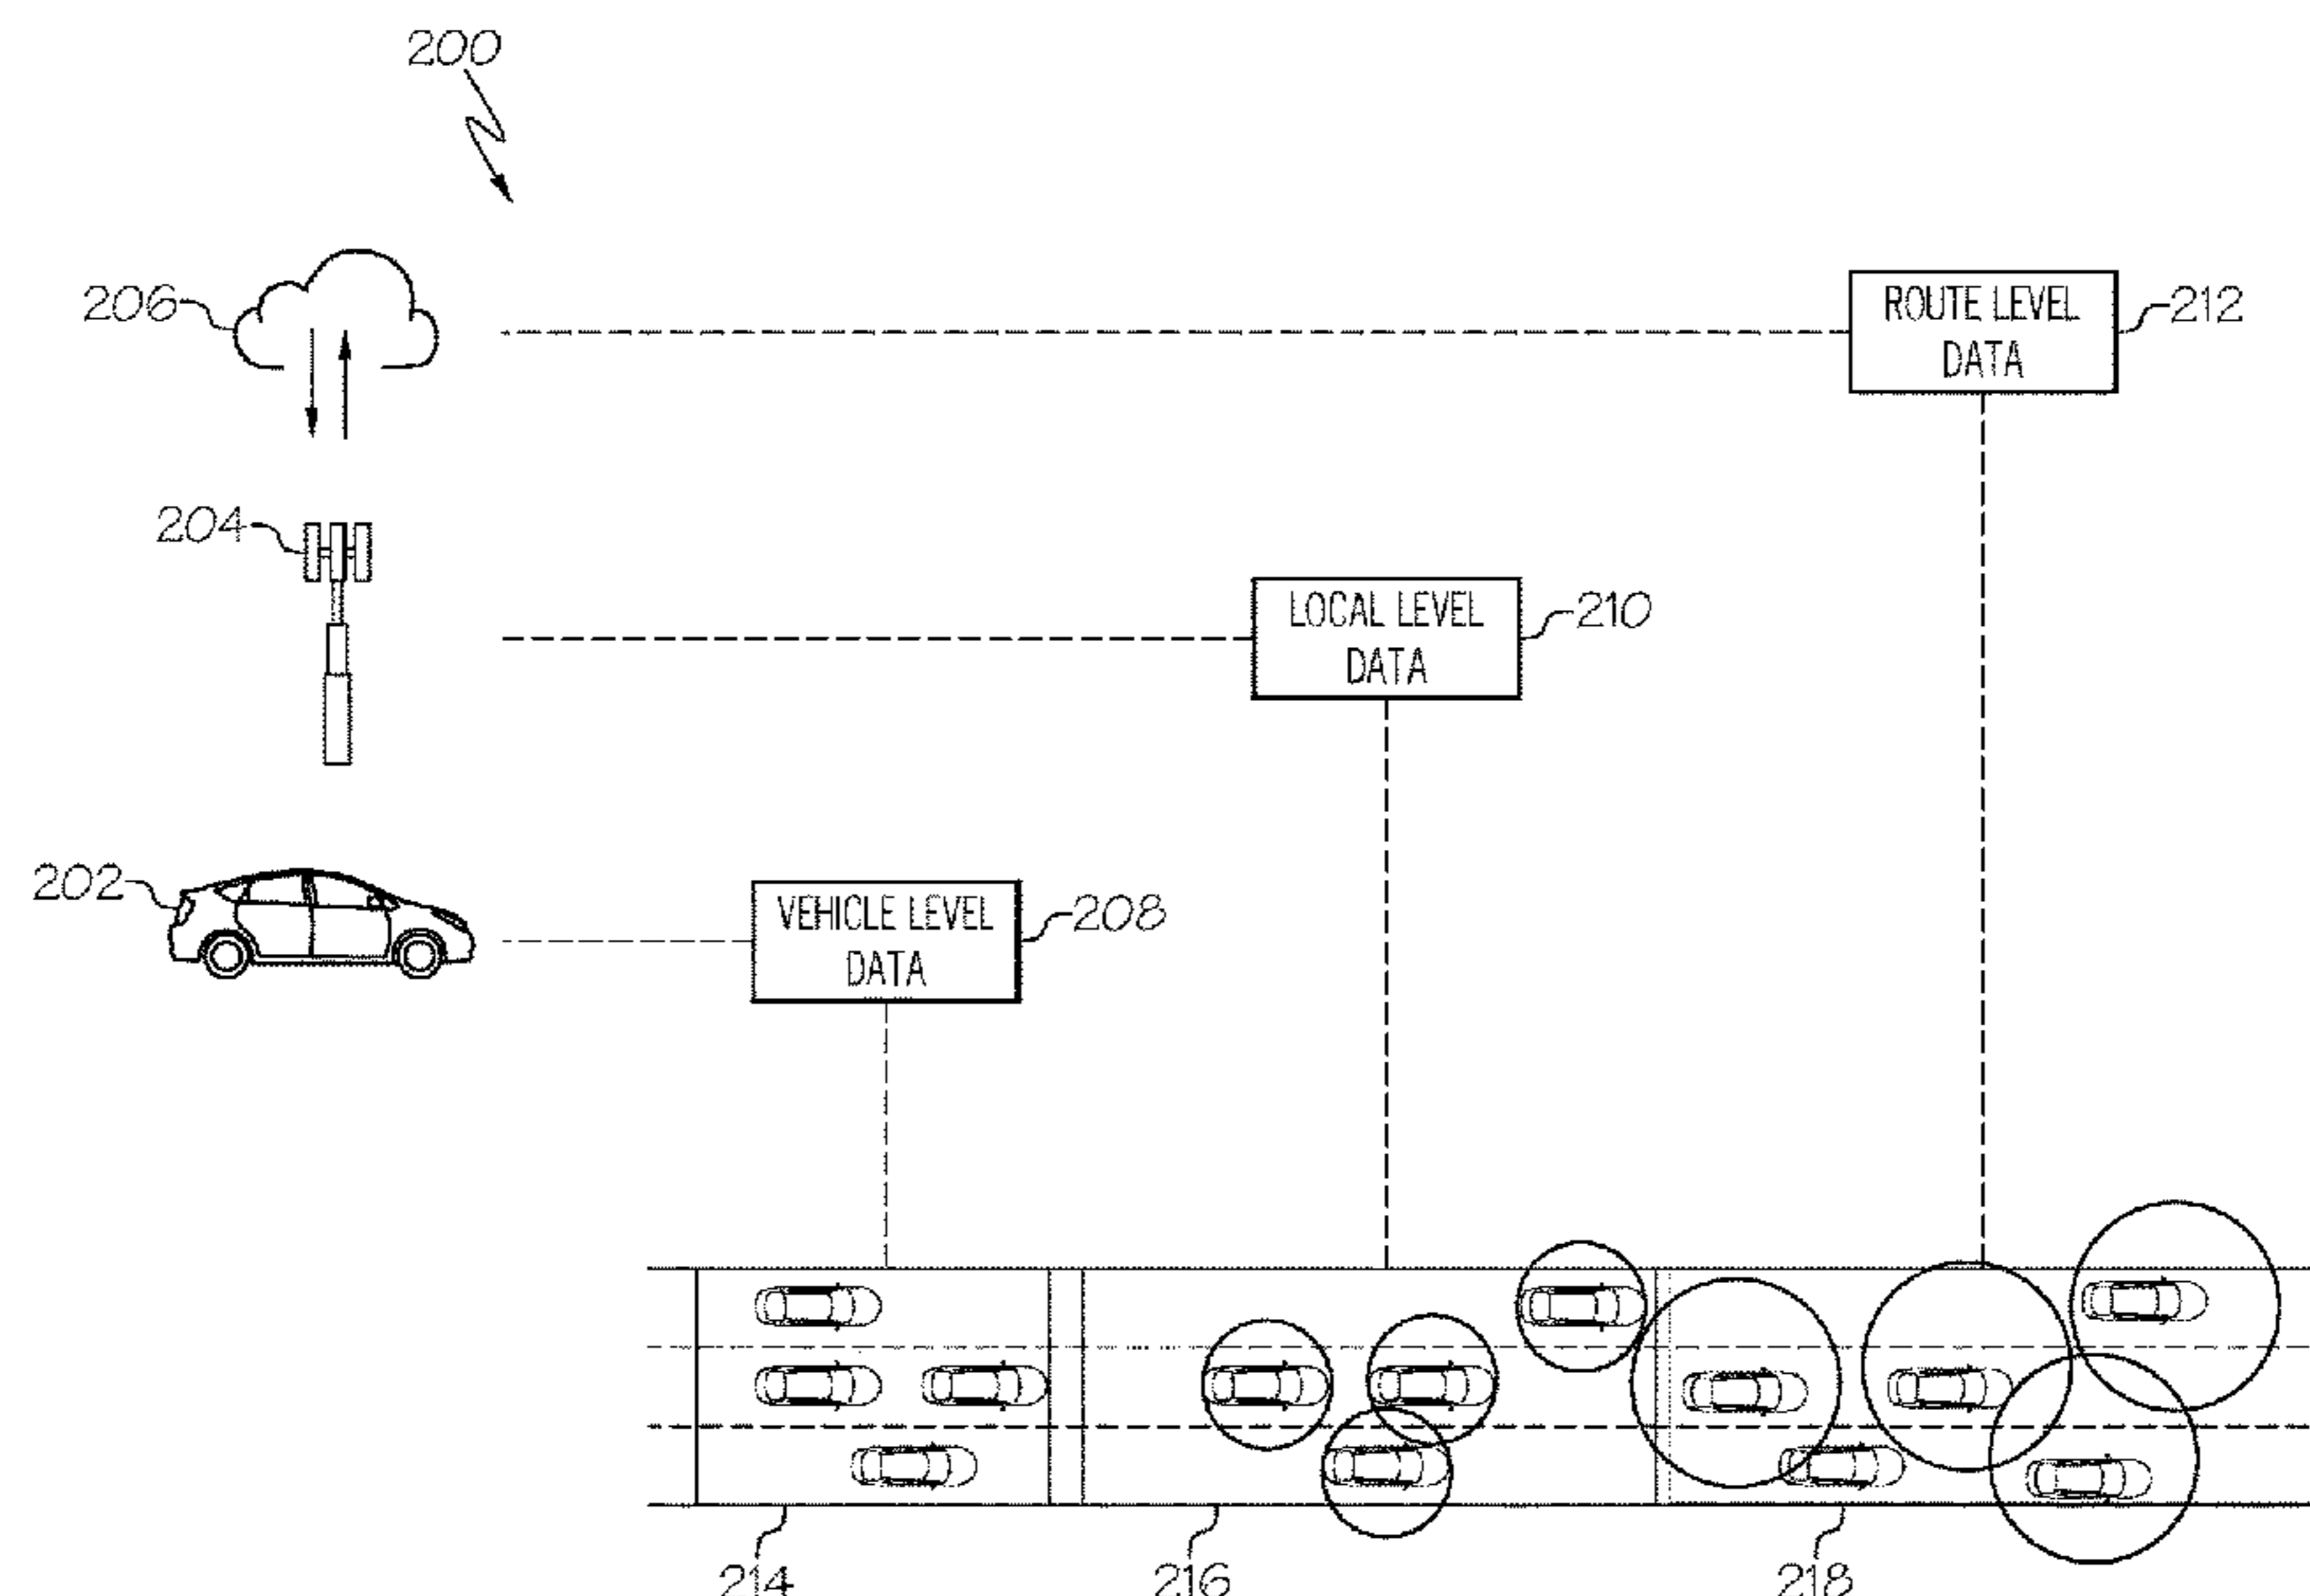 200
206
ROUTE LEVEL
DATA
212
204
LOCAL LEVEL
DATA
210
202
VEHICLE LEVEL
DATA
208
214
216
218